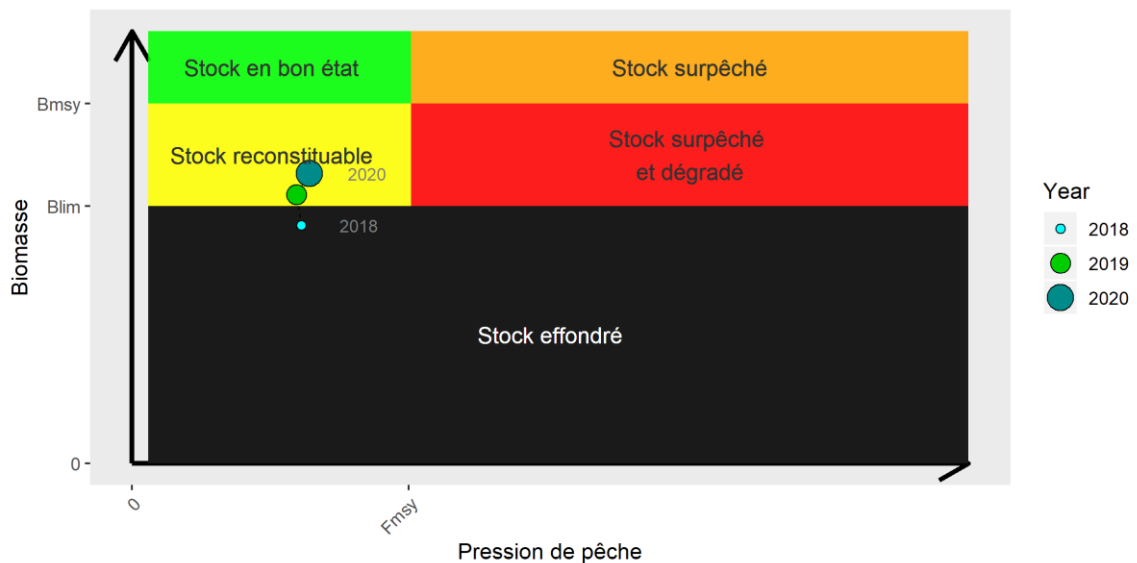 Stock en bon état
Stock surpêché
Bmsy
Stock surpêché
et dégradé
Stock reconstituable
2020
Blim
2018
Stock effondré
0
0
Fmsy
Biomasse
Pression de pêche
Year
2018
2019
2020